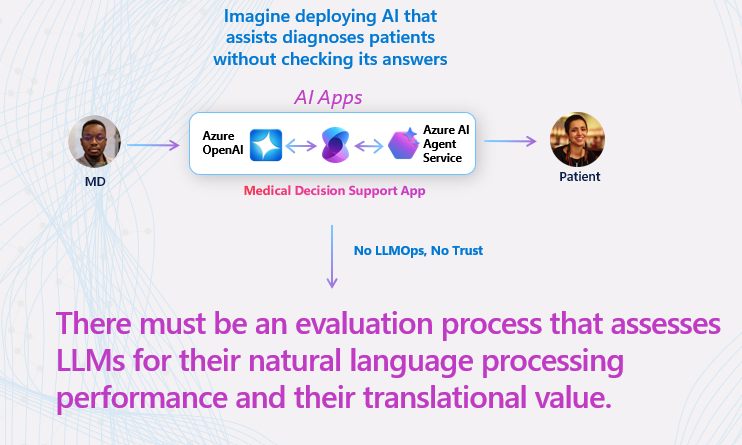 Imagine deploying AI that
assists diagnoses patients
without checking its answers
AI Apps
Azure
OpenAI
Azure AI
Agent
Service
MD
Patient
Medical Decision Support App
No LLMOps, No Trust
There must be an evaluation process that assesses
LLMs for their natural language processing
performance and their translational value.